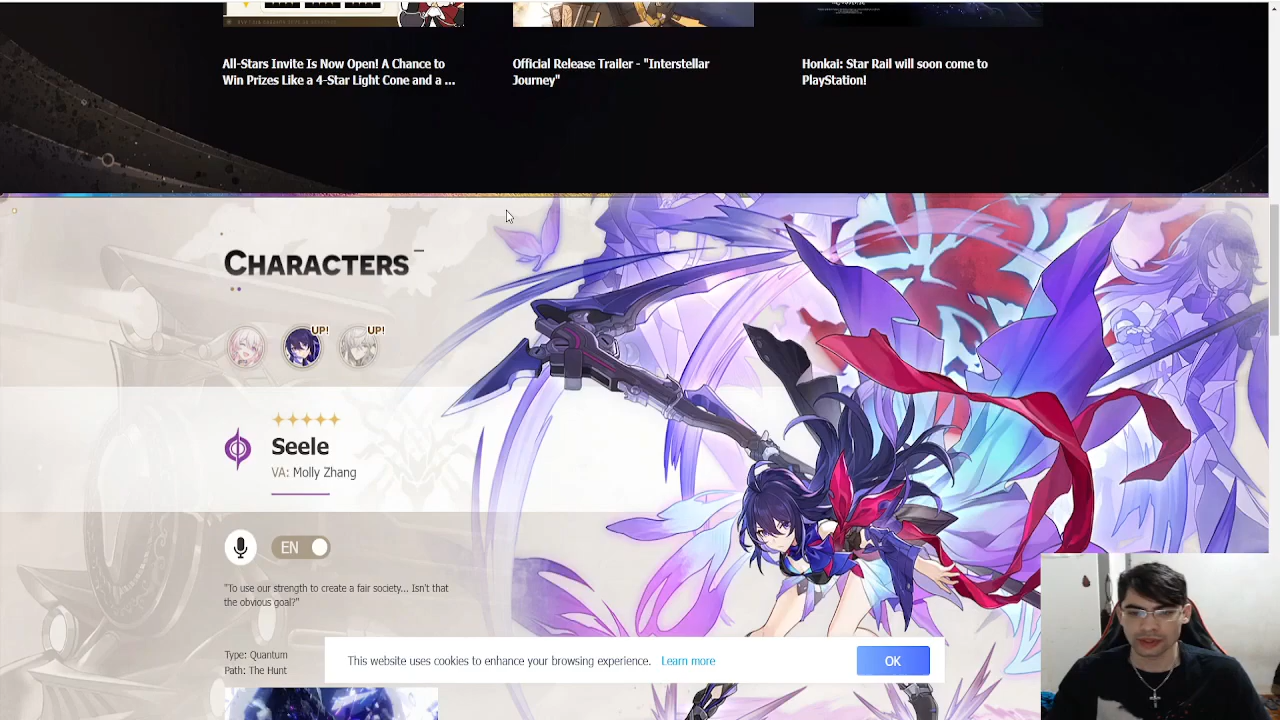 All-Stars Invite Is Now Open! A Chance to
Win Prizes Like a 4-Star Light Cone and a ...
Official Release Trailer - "Interstellar
Journey"
Honkai: Star Rail will soon come to
PlayStation!
CHARACTERS
UP!
UP!
Seele
VA: Molly Zhang
EN
"To use our strength to create a fair society... Isn't that
the obvious goal?"
Type: Quantum
Path: The Hunt
This website uses cookies to enhance your browsing experience. Learn more
OK